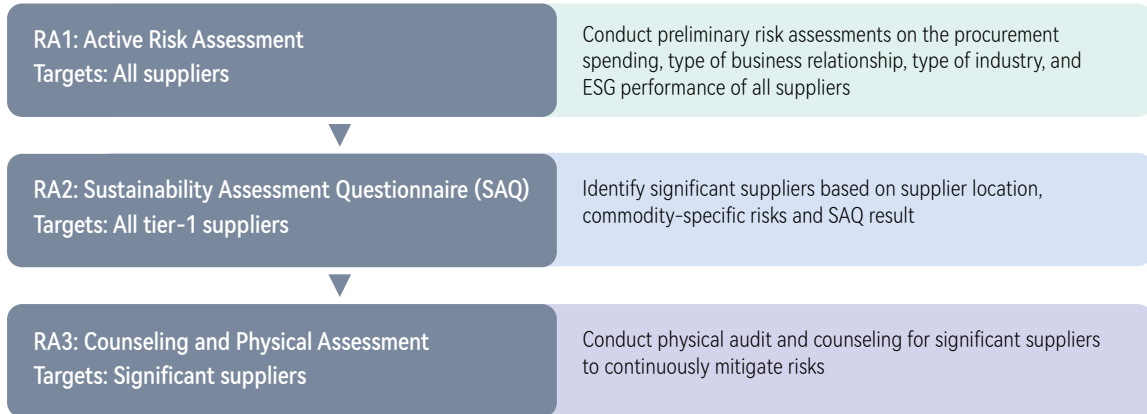 RA1: Active Risk Assessment
Targets: All suppliers
Conduct preliminary risk assessments on the procurement
spending, type of business relationship, type of industry, and
ESG performance of all suppliers
RA2: Sustainability Assessment Questionnaire (SAQ)
Targets: All tier-1 suppliers
Identify significant suppliers based on supplier location,
commodity-specific risks and SAQ result
RA3: Counseling and Physical Assessment
Targets: Significant suppliers
Conduct physical audit and counseling for significant suppliers
to continuously mitigate risks